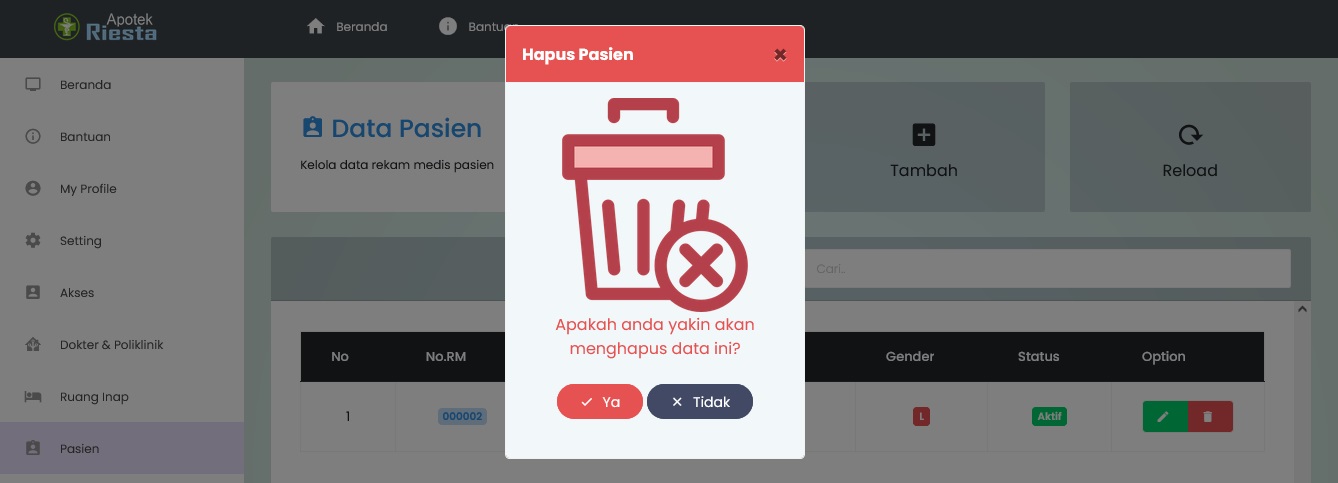 Apotek
Riesta
Beranda
Hapus Pasien
Beranda
Bantuan
My Profile
Setting
Akses
Dokter & Poliklinik
Ruang Inap
Pasien
Data Pasien
Kelola data rekam medis pasien
Tambah
Reload
Cari..
Apakah anda yakin akan
menghapus data ini?
Ya
Tidak
No No.RM Gender Status Option
1 000002 L Aktif